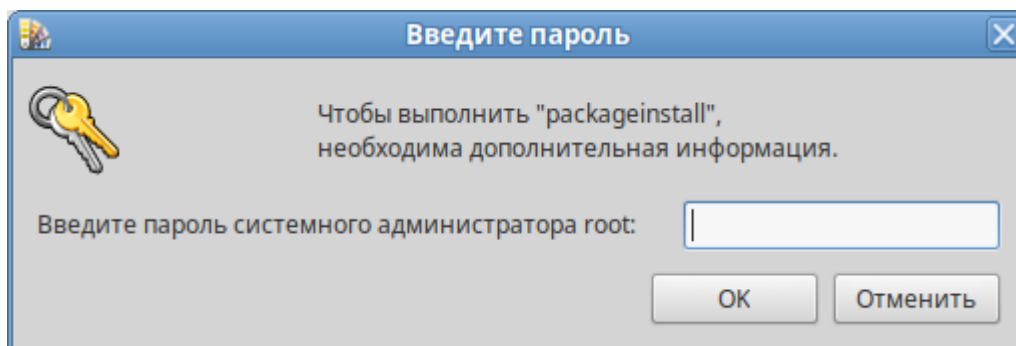 Введите пароль
Чтобы выполнить "packageinstall",
необходима дополнительная информация.
Введите пароль системного администратора root:
OK
Отменить